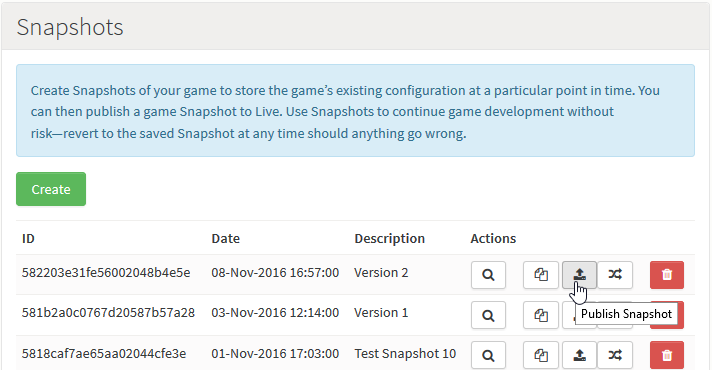 Snapshots
Create Snapshots of your game to store the game’s existing configuration at a particular point in time. You
can then publish a game Snapshot to Live. Use Snapshots to continue game development without
risk—revert to the saved Snapshot at any time should anything go wrong.
Create
ID Date Description Actions
582203e31fe56002048b4e5e 08-Nov-2016 16:57:00 Version 2
581b2a0c0767d20587b57a28 03-Nov-2016 12:14:00 Version 1
Publish Snapshot
5818caf7ae65aa02044cfe3e 01-Nov-2016 17:03:00 Test Snapshot 10